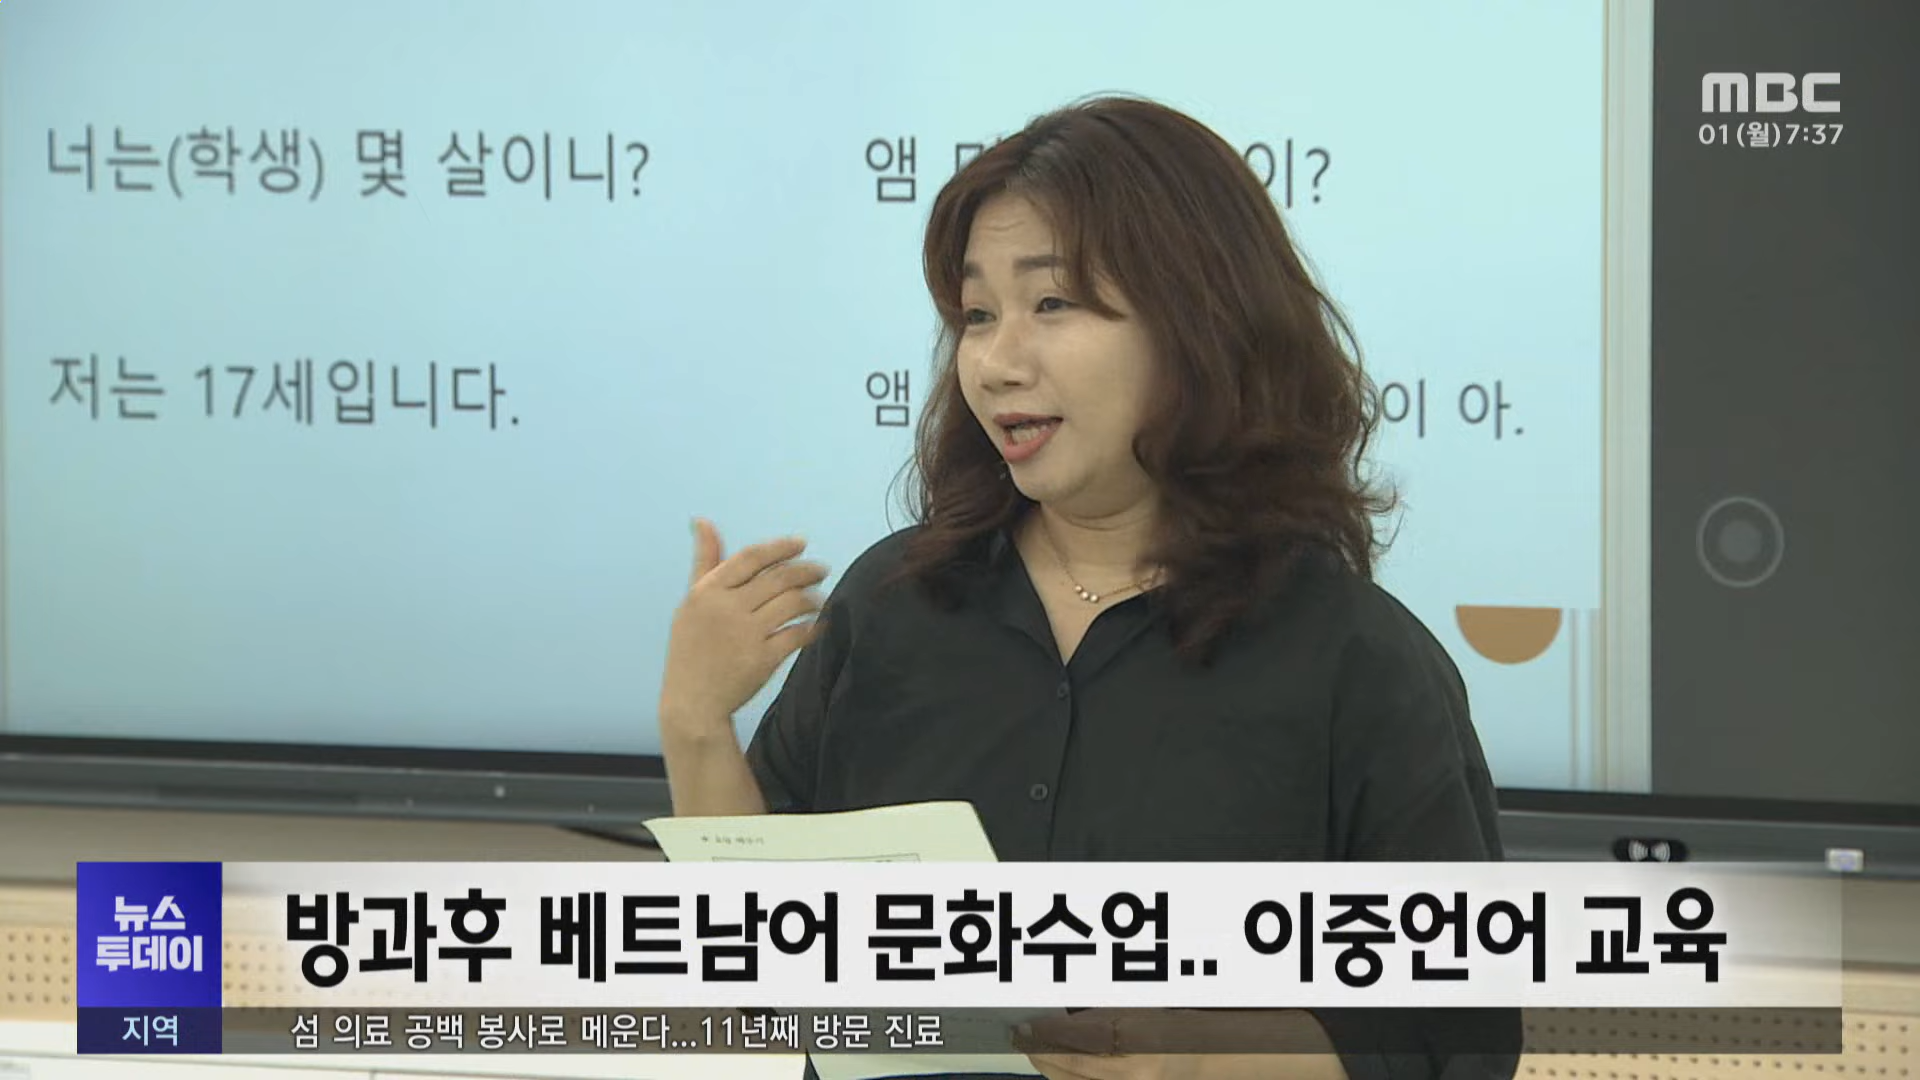 MBC
01(월)7:37
너는(학생) 몇 살이니?
앰 이?
저는 17세입니다.
앰 이 아.
뉴스
투데이
방과후 베트남어 문화수업.. 이중언어 교육
지역
섬 의료 공백 봉사로 메운다...11년째 방문 진료